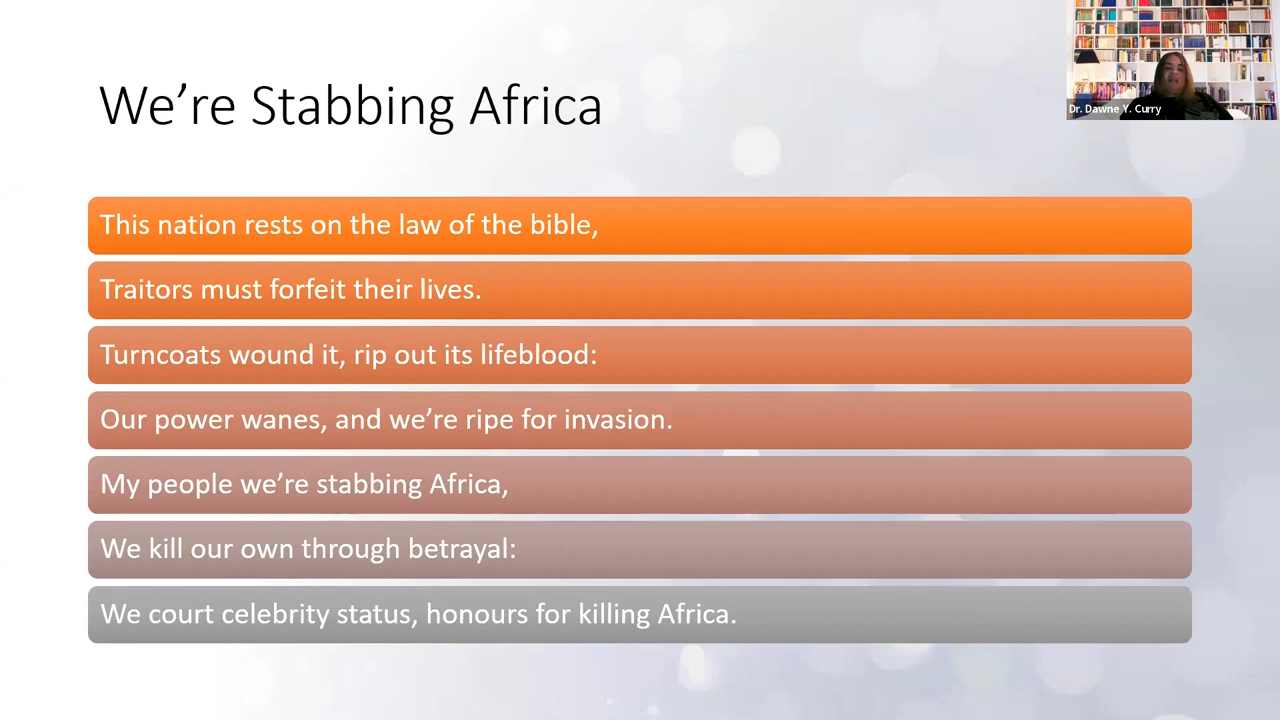 We're Stabbing Africa
Dr. Dawne Y. Curry
This nation rests on the law of the bible,
Traitors must forfeit their lives.
Turncoats wound it, rip out its lifeblood:
Our power wanes, and we're ripe for invasion.
My people we're stabbing Africa,
We kill our own through betrayal:
We court celebrity status, honours for killing Africa.